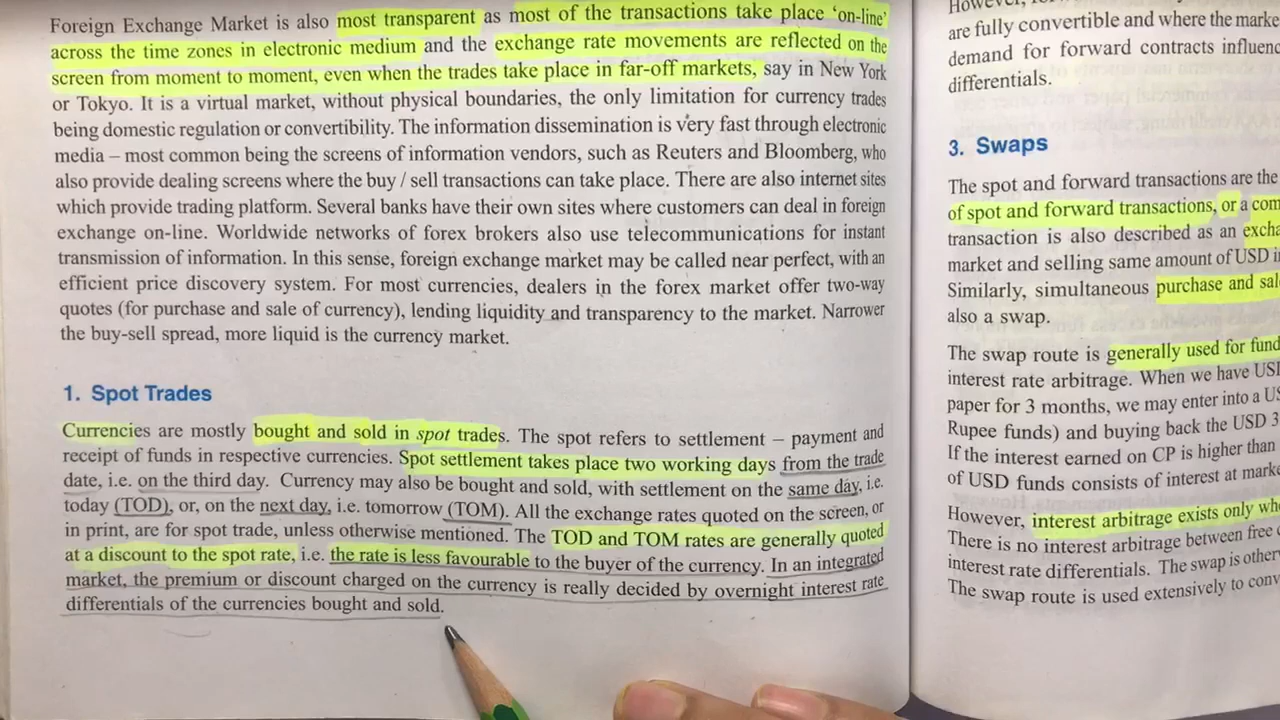 Foreign Exchange Market is also most transparent as most of the transactions take place ‘on-line’
across the time zones in electronic medium and the exchange rate movements are reflected on the
screen from moment to moment, even when the trades take place in far-off markets, say in New York
or Tokyo. It is a virtual market, without physical boundaries, the only limitation for currency trades
being domestic regulation or convertibility. The information dissemination is very fast through electronic
media – most common being the screens of information vendors, such as Reuters and Bloomberg, who
also provide dealing screens where the buy / sell transactions can take place. There are also internet sites
which provide trading platform. Several banks have their own sites where customers can deal in foreign
exchange on-line. Worldwide networks of forex brokers also use telecommunications for instant
transmission of information. In this sense, foreign exchange market may be called near perfect, with an
efficient price discovery system. For most currencies, dealers in the forex market offer two-way
quotes (for purchase and sale of currency), lending liquidity and transparency to the market. Narrower
the buy-sell spread, more liquid is the currency market.
1. Spot Trades
Currencies are mostly bought and sold in spot trades. The spot refers to settlement – payment and
receipt of funds in respective currencies. Spot settlement takes place two working days from the trade
date, i.e. on the third day. Currency may also be bought and sold, with settlement on the same day, i.e.
today (TOD), or, on the next day, i.e. tomorrow (TOM). All the exchange rates quoted on the screen, or
in print, are for spot trade, unless otherwise mentioned. The TOD and TOM rates are generally quoted
at a discount to the spot rate, i.e. the rate is less favourable to the buyer of the currency. In an integrated
market, the premium or discount charged on the currency is really decided by overnight interest rate
differentials of the currencies bought and sold.
are fully convertible and where the marke
demand for forward contracts influenc
differentials.
3. Swaps
The spot and forward transactions are the
of spot and forward transactions, or a com
transaction is also described as an excha
market and selling same amount of USD i
Similarly, simultaneous purchase and sal
also a swap.
The swap route is generally used for fund
interest rate arbitrage. When we have USI
paper for 3 months, we may enter into a US
Rupee funds) and buying back the USD 3
If the interest earned on CP is higher than
of USD funds consists of interest at marke
However, interest arbitrage exists only wh
There is no interest arbitrage between free
interest rate differentials. The swap is other
The swap route is used extensively to conv